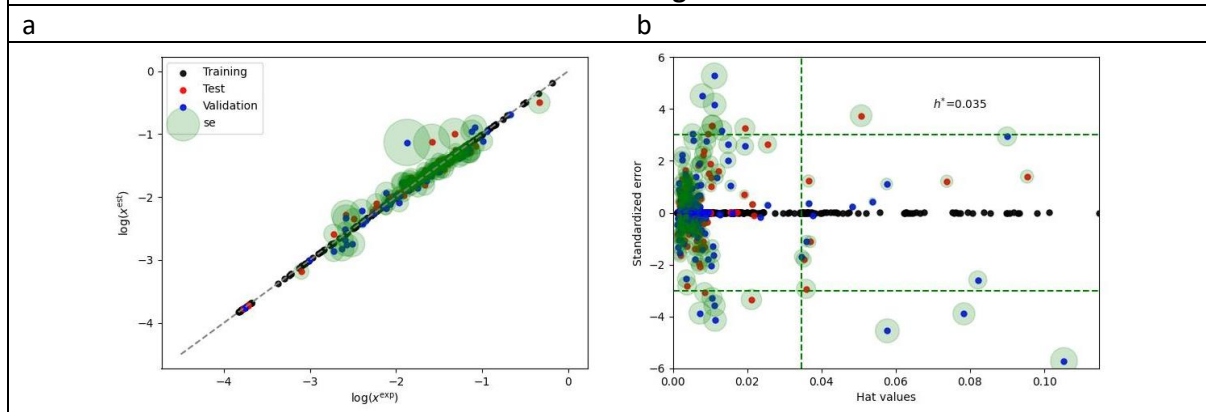 a
b
0
−1
−2
−3
−4
log(x^est)
Training
Test
Validation
se
−4
−3
−2
−1
0
log(x^exp)
6
4
2
0
−2
−4
−6
Standardized error
h*=0.035
0.00
0.02
0.04
0.06
0.08
0.10
Hat values